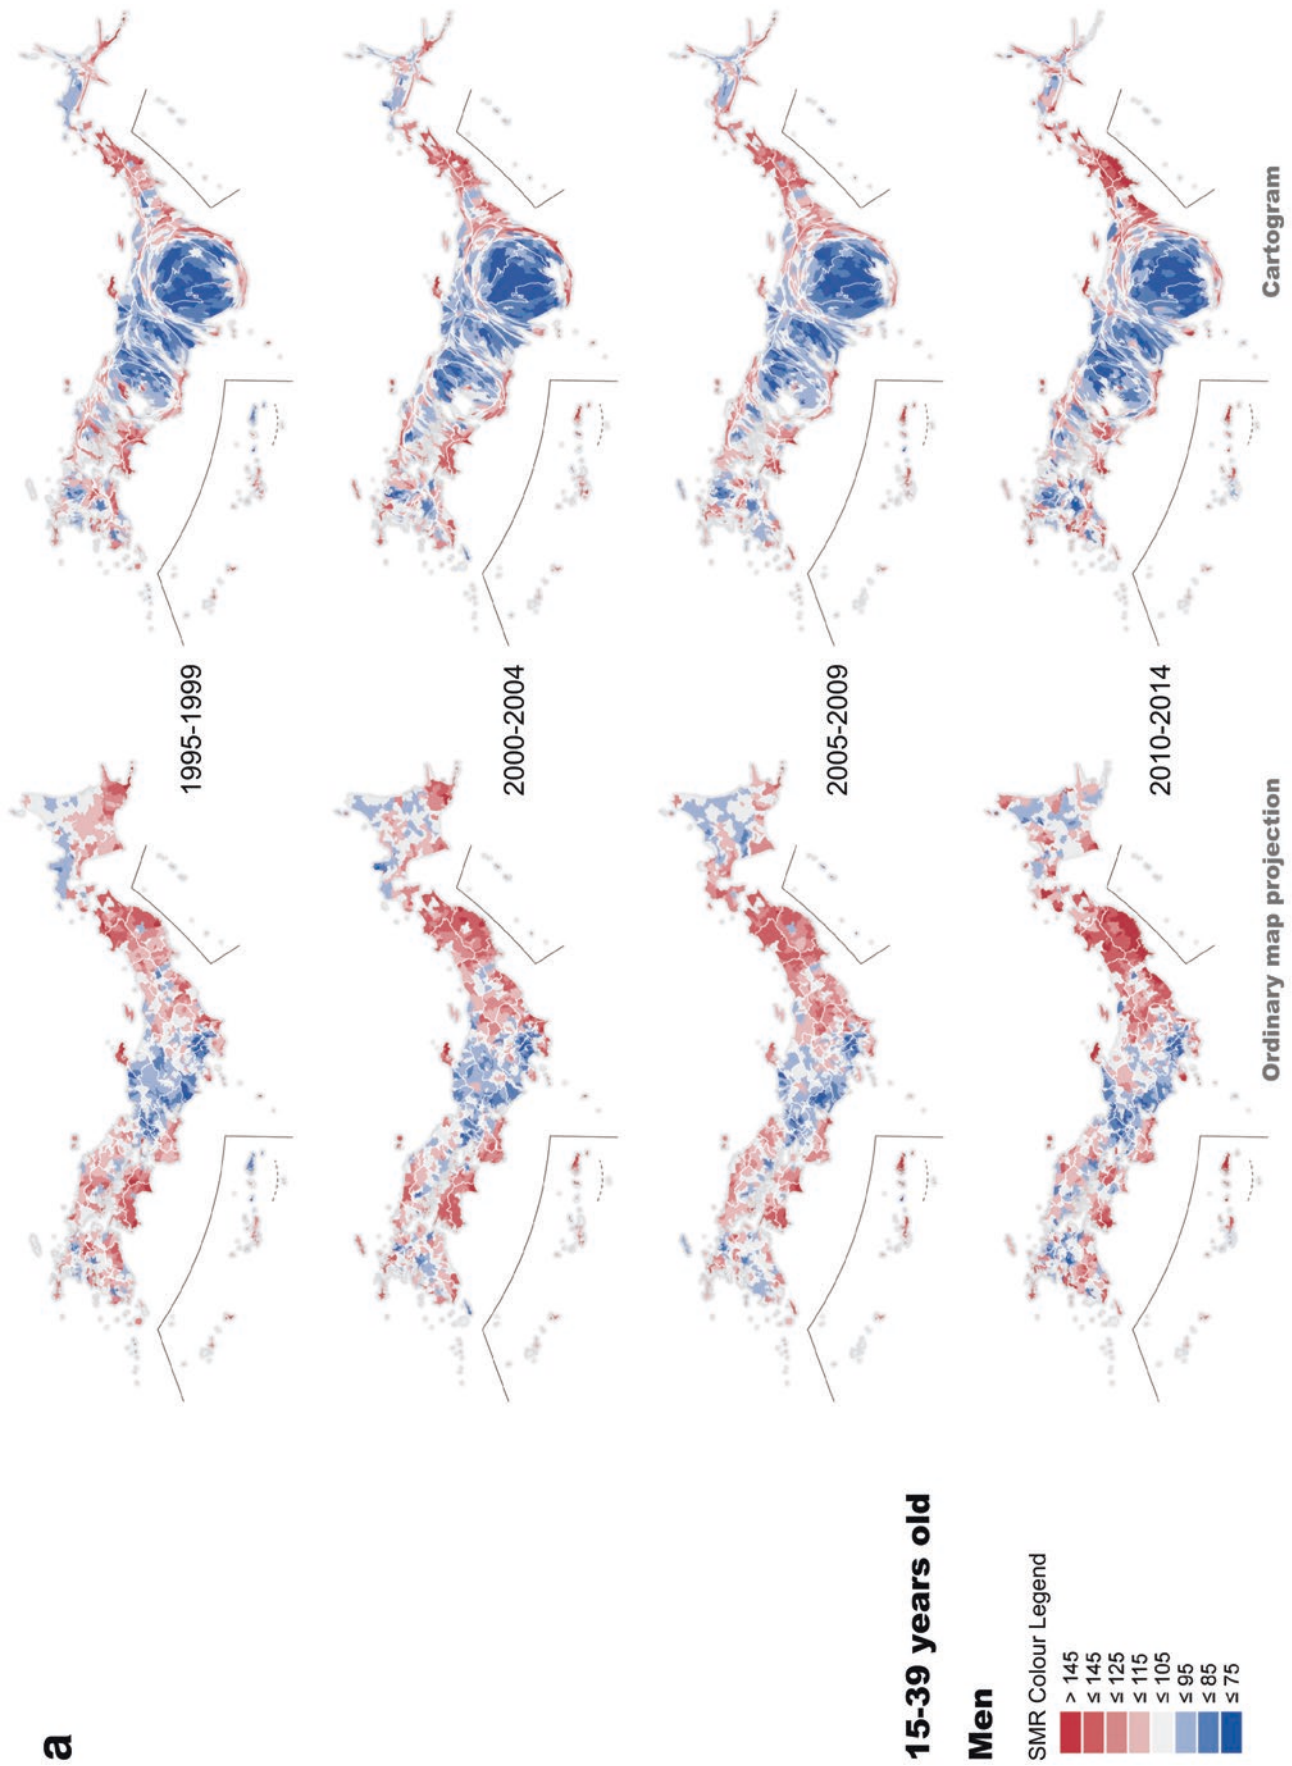 a
1995-1999
2000-2004
2005-2009
2010-2014
Ordinary map projection
Cartogram
15-39 years old
Men
SMR Colour Legend
> 145
≤ 145
≤ 125
≤ 115
≤ 105
≤ 95
≤ 85
≤ 75